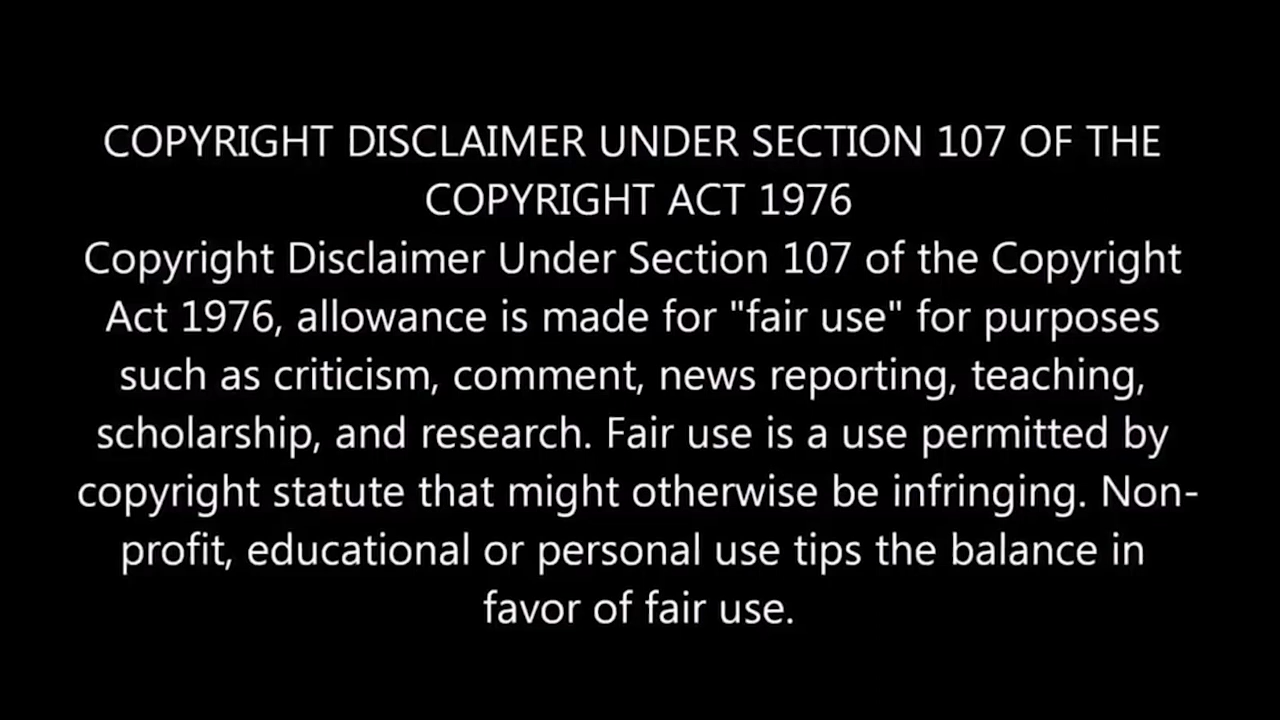 COPYRIGHT DISCLAIMER UNDER SECTION 107 OF THE
COPYRIGHT ACT 1976
Copyright Disclaimer Under Section 107 of the Copyright
Act 1976, allowance is made for "fair use" for purposes
such as criticism, comment, news reporting, teaching,
scholarship, and research. Fair use is a use permitted by
copyright statute that might otherwise be infringing. Non-
profit, educational or personal use tips the balance in
favor of fair use.